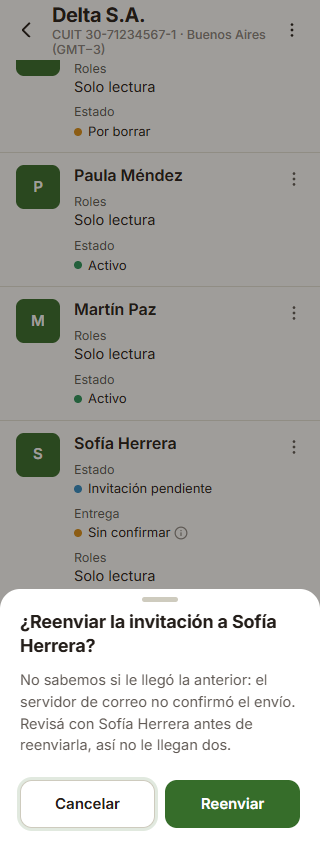 Delta S.A.
CUIT 30-71234567-1 · Buenos Aires
(GMT−3)
Roles
Solo lectura
Estado
Por borrar
P
Paula Méndez
Roles
Solo lectura
Estado
Activo
M
Martín Paz
Roles
Solo lectura
Estado
Activo
S
Sofía Herrera
Estado
Invitación pendiente
Entrega
Sin confirmar
Roles
Solo lectura
¿Reenviar la invitación a Sofía
Herrera?
No sabemos si le llegó la anterior: el
servidor de correo no confirmó el envío.
Revisá con Sofía Herrera antes de
reenviarla, así no le llegan dos.
Cancelar
Reenviar